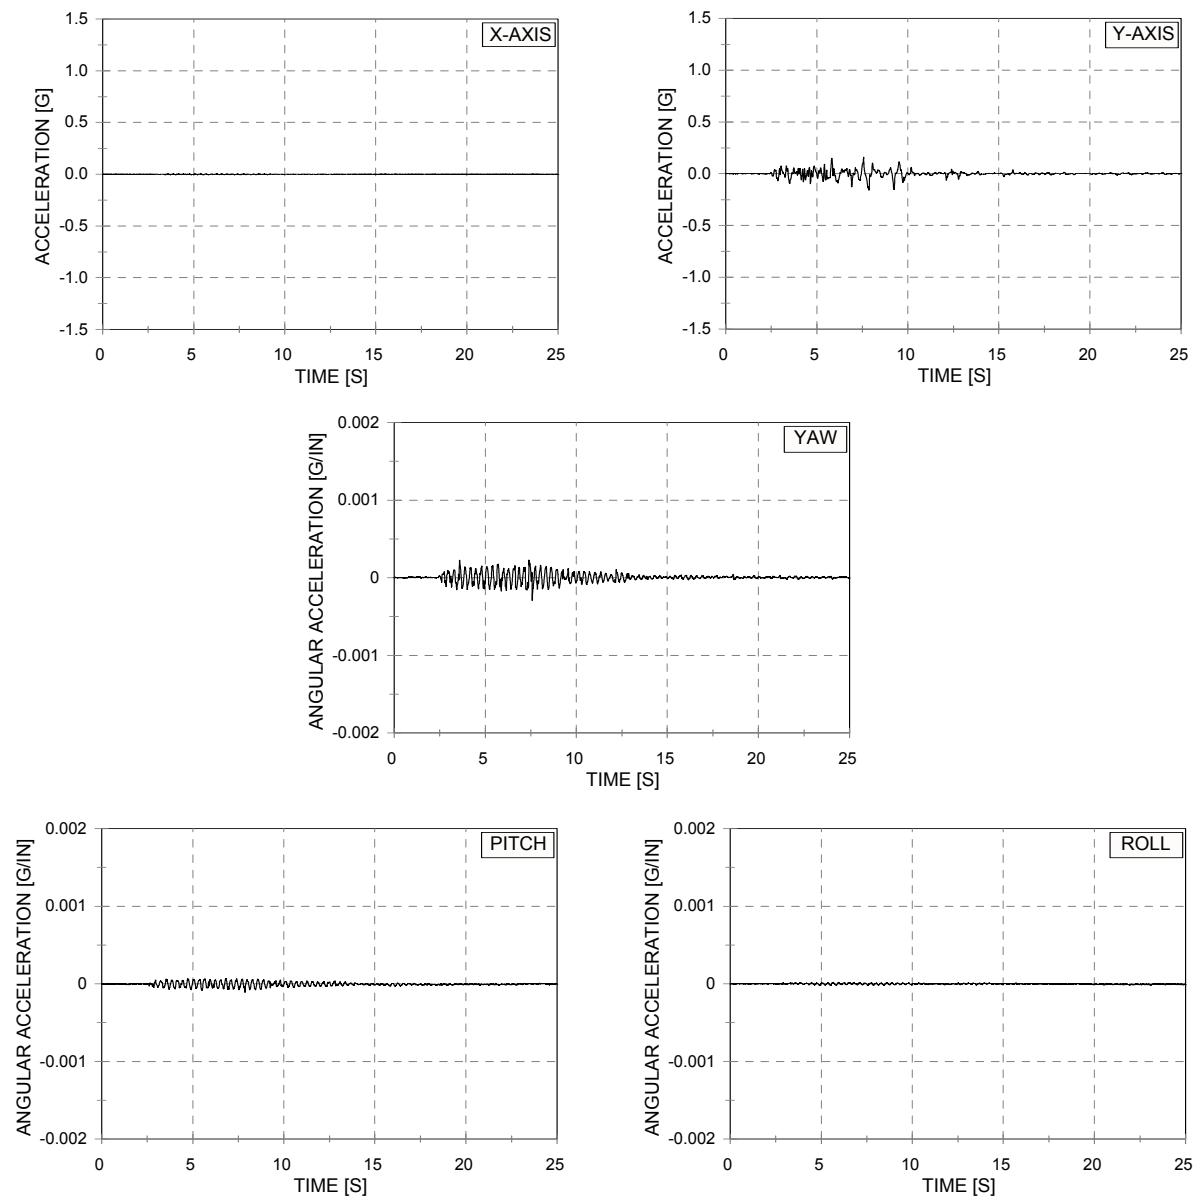 X-AXIS
ACCELERATION [G]
1.5
1.0
0.5
0.0
-0.5
-1.0
-1.5
0 5 10 15 20 25
TIME [S]
Y-AXIS
ACCELERATION [G]
1.5
1.0
0.5
0.0
-0.5
-1.0
-1.5
0 5 10 15 20 25
TIME [S]
YAW
ANGULAR ACCELERATION [G/IN]
0.002
0.001
0
-0.001
-0.002
0 5 10 15 20 25
TIME [S]
PITCH
ANGULAR ACCELERATION [G/IN]
0.002
0.001
0
-0.001
-0.002
0 5 10 15 20 25
TIME [S]
ROLL
ANGULAR ACCELERATION [G/IN]
0.002
0.001
0
-0.001
-0.002
0 5 10 15 20 25
TIME [S]